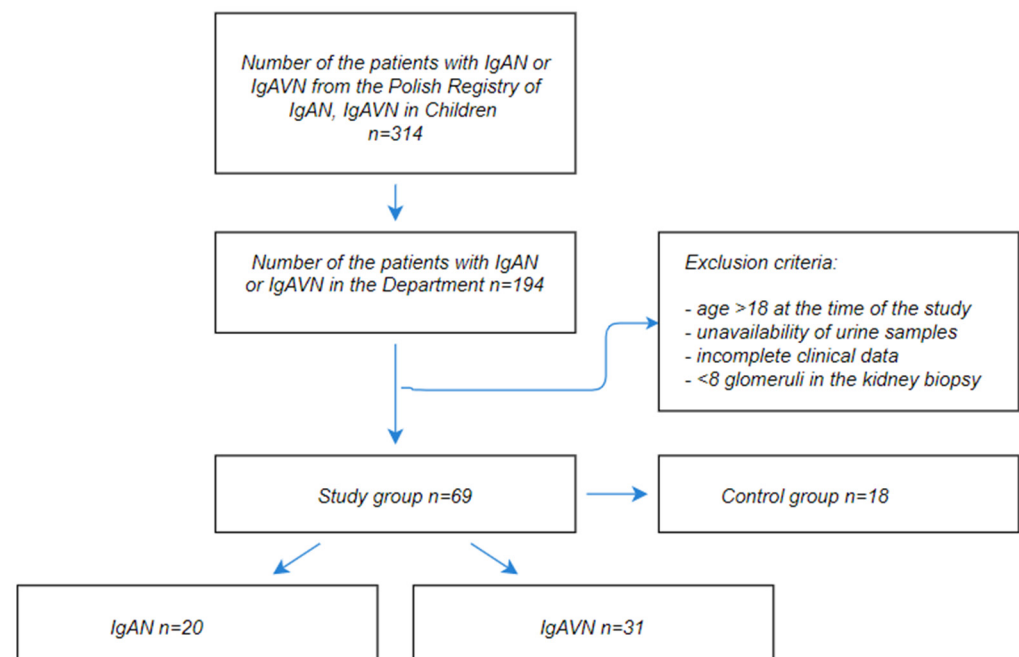 Number of the patients with IgAN or
IgAVN from the Polish Registry of
IgAN, IgAVN in Children
n=314
Number of the patients with IgAN
or IgAVN in the Department n=194
Exclusion criteria:
- age >18 at the time of the study
- unavailability of urine samples
- incomplete clinical data
- <8 glomeruli in the kidney biopsy
Study group n=69
Control group n=18
IgAN n=20
IgAVN n=31